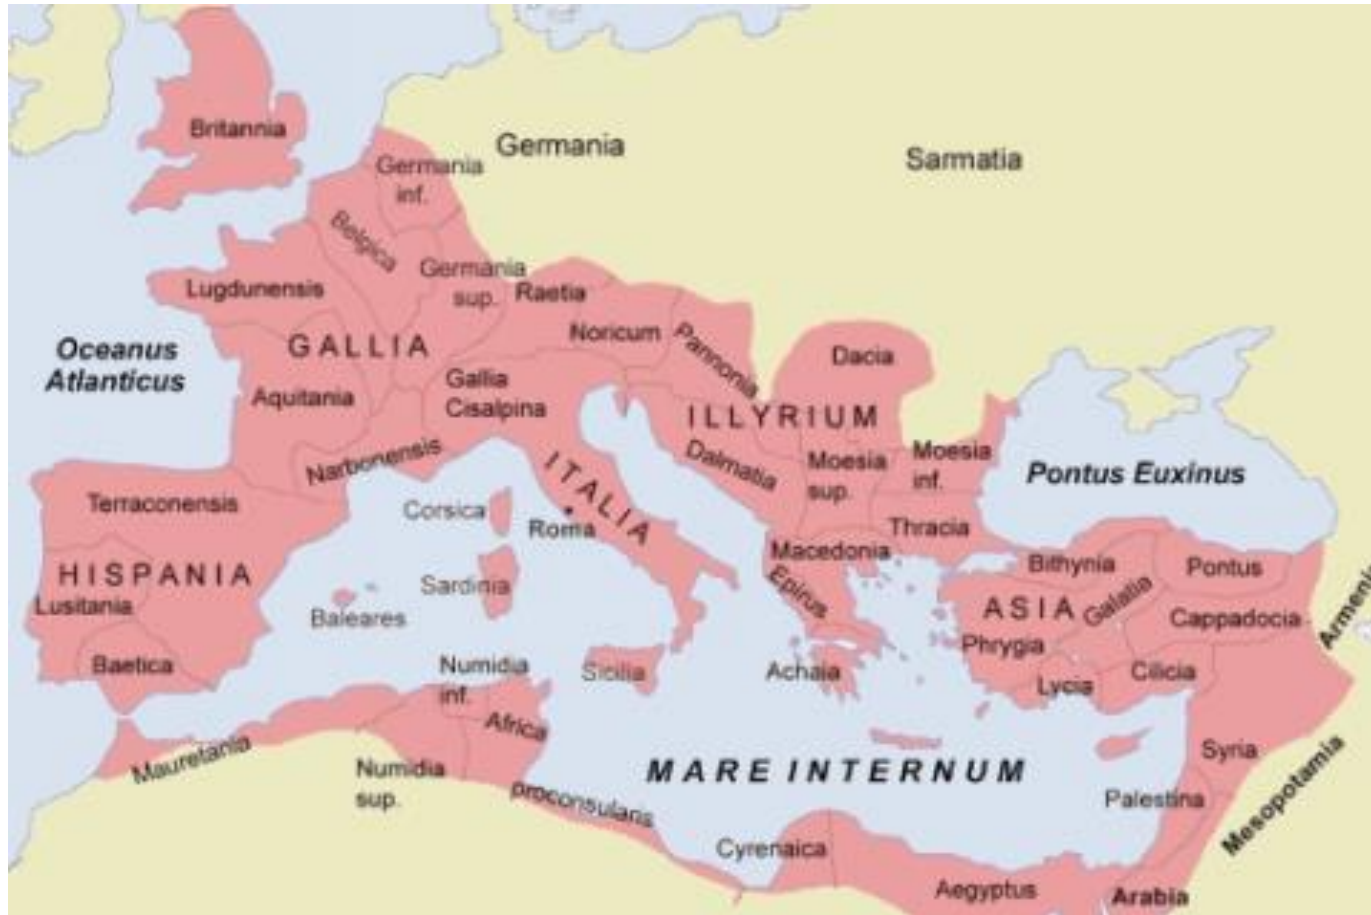 Britannia
Germania
Sarmatia
Germania
inf.
Belgica
Germania
sup.
Raetia
Lugdunensis
Noricum
Pannonia
Dacia
GALLIA
Oceanus
Atlanticus
Gallia
Cisalpina
Aquitania
ILLYRIUM
Narbonensis
Dalmatia
Moesia
sup.
Moesia
inf.
Pontus Euxinus
ITALIA
Terraconensis
Corsica
Roma
Thracia
Macedonia
Bithynia
Pontus
HISPANIA
Sardinia
Epirus
ASIA
Galatia
Cappadocia
Armenia
Lusitania
Baleares
Phrygia
Baetica
Numidia
inf.
Sicilia
Achaia
Lycia
Cilicia
Africa
Mauretania
Numidia
sup.
MARE INTERNUM
Syria
proconsularis
Palestina
Mesopotamia
Cyrenaica
Aegyptus
Arabia